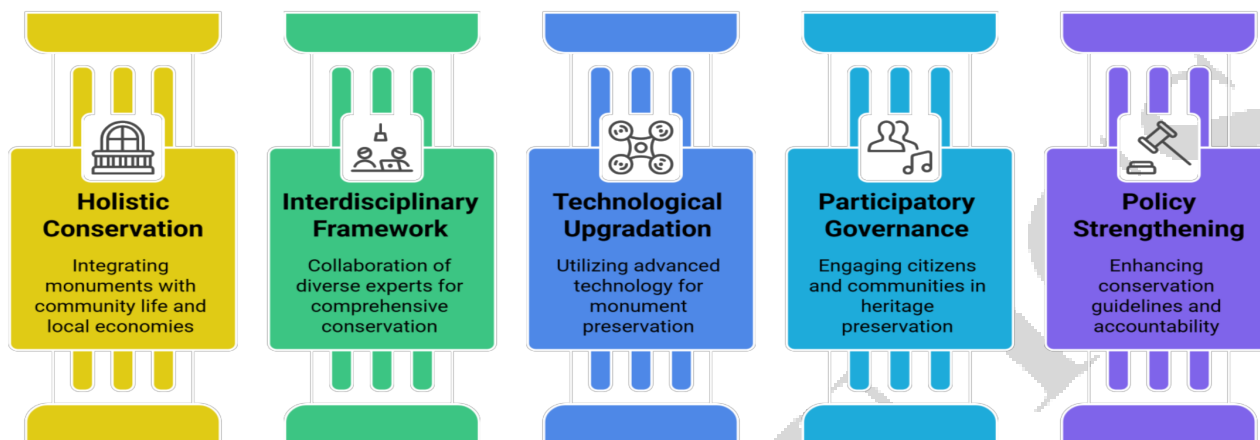 Holistic
Conservation
Integrating
monuments with
community life and
local economies
Interdisciplinary
Framework
Collaboration of
diverse experts for
comprehensive
conservation
Technological
Upgradation
Utilizing advanced
technology for
monument
preservation
Participatory
Governance
Engaging citizens
and communities in
heritage
preservation
Policy
Strengthening
Enhancing
conservation
guidelines and
accountability